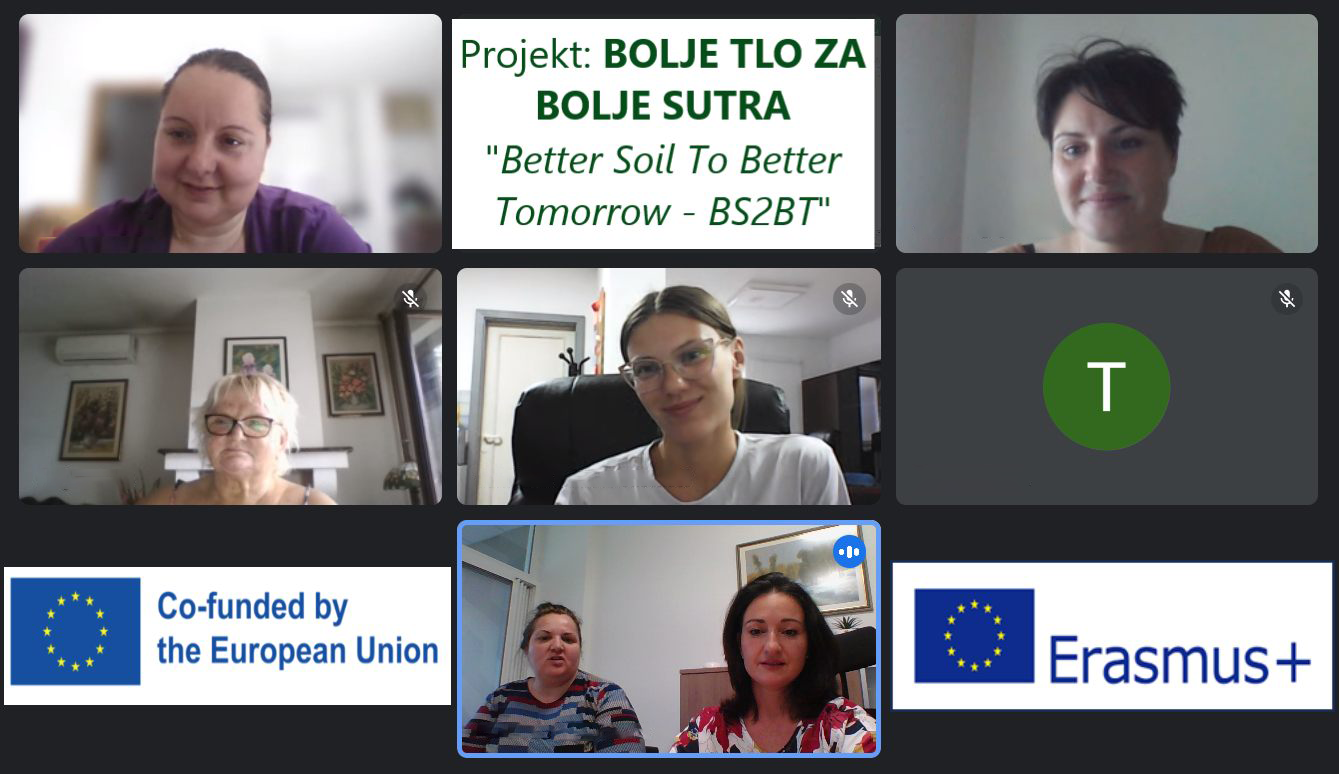 Projekt: BOLJE TLO ZA
BOLJE SUTRA
"Better Soil To Better
Tomorrow - BS2BT"
T
Co-funded by
the European Union
Erasmus+